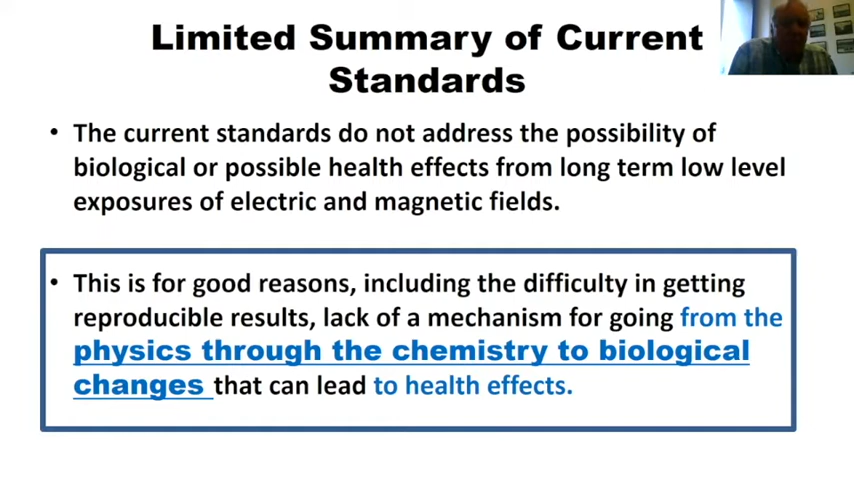 Limited Summary of Current
Standards
• The current standards do not address the possibility of
biological or possible health effects from long term low level
exposures of electric and magnetic fields.
• This is for good reasons, including the difficulty in getting
reproducible results, lack of a mechanism for going from the
physics through the chemistry to biological
changes that can lead to health effects.